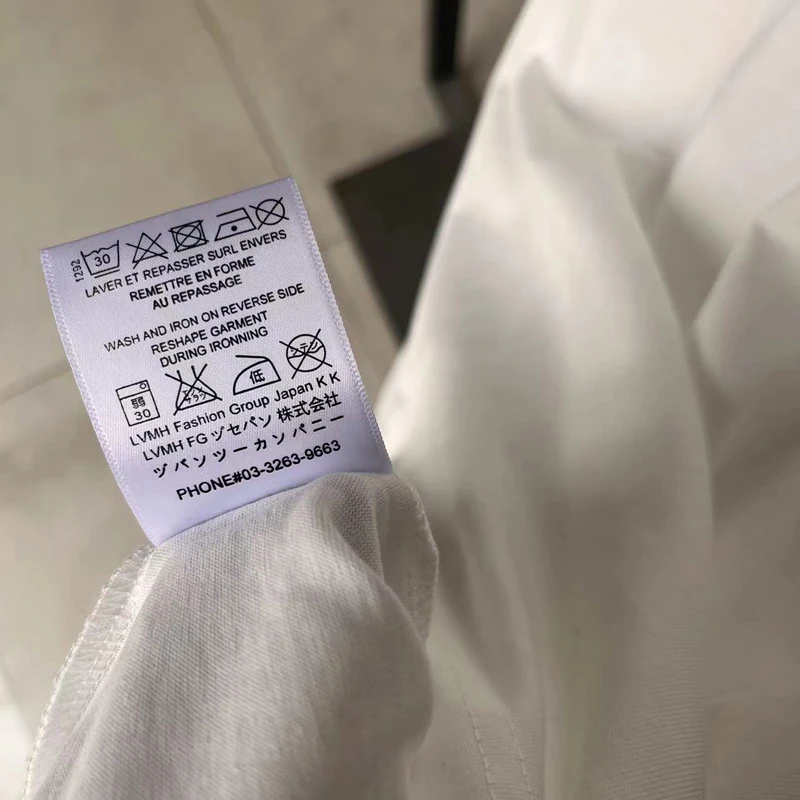 1292
30
LAVER ET REPASSER SURL ENVERS
REMETTRE EN FORME
AU REPASSAGE
WASH AND IRON ON REVERSE SIDE
RESHAPE GARMENT
DURING IRONNING
弱 30 低
LVMH Fashion Group Japan K K
LVMH FG ヅセパン 株式会社
ヅパンツーカンパニー
PHONE#03-3263-9663